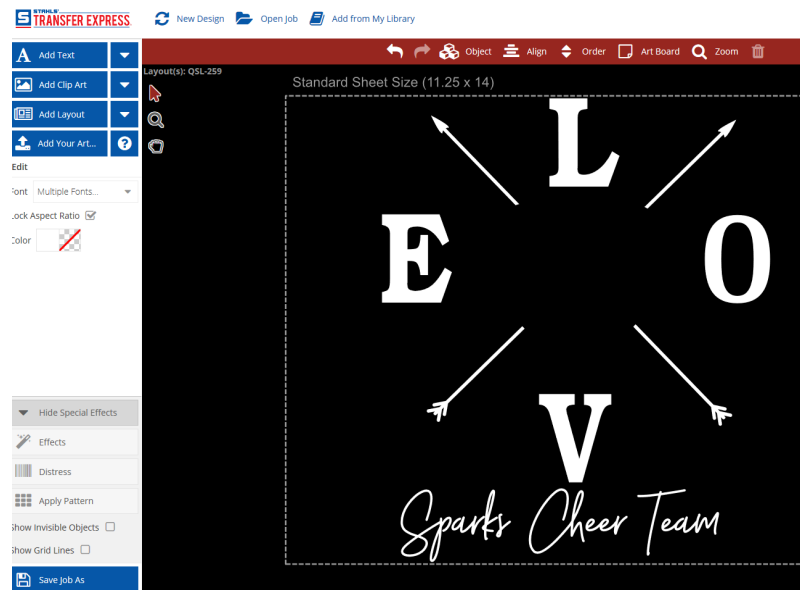 STAHLS'
TRANSFER EXPRESS
New Design
Open Job
Add from My Library
Add Text
Add Clip Art
Add Layout
Add Your Art...
?
Object
Align
Order
Art Board
Zoom
Layout(s): QSL-259
Standard Sheet Size (11.25 x 14)
Edit
Font
Multiple Fonts...
Lock Aspect Ratio
Color
L
E
O
V
Sparks Cheer Team
Hide Special Effects
Effects
Distress
Apply Pattern
Show Invisible Objects
Show Grid Lines
Save Job As